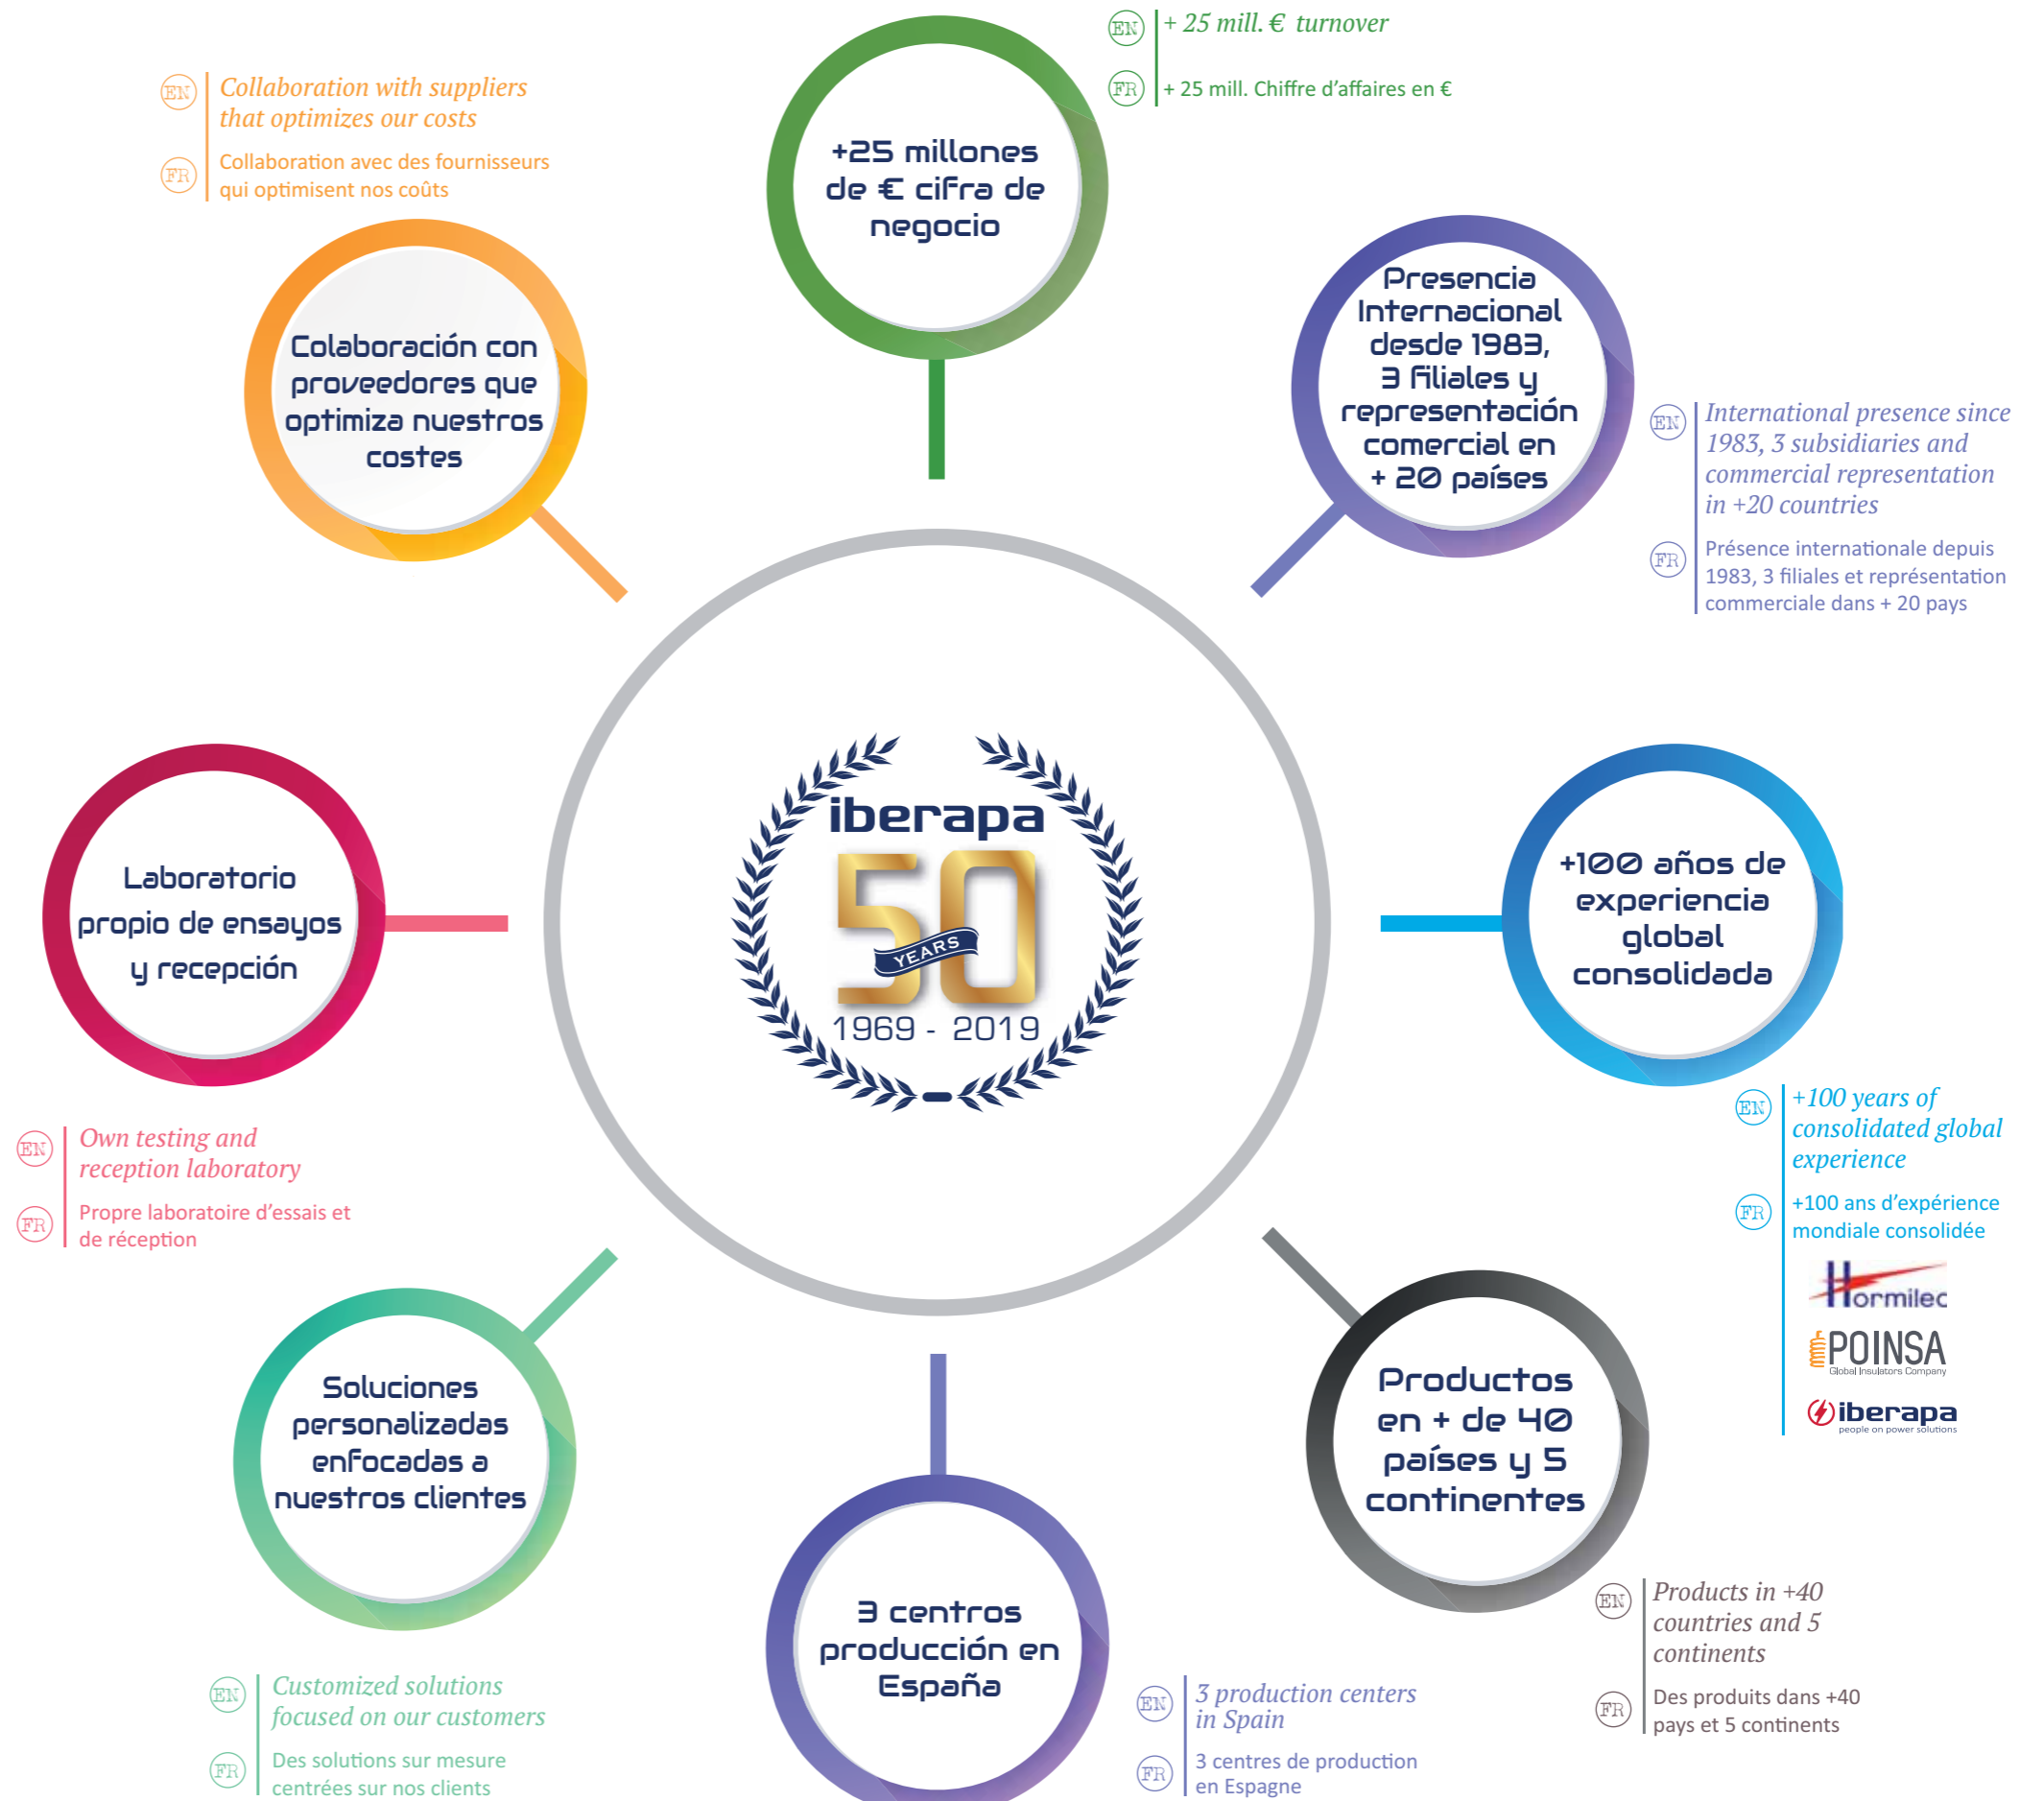 EN
+ 25 mill. € turnover
FR
+ 25 mill. Chiffre d'affaires en €
+25 millones
de € cifra de
negocio
EN
Collaboration with suppliers
that optimizes our costs
FR
Collaboration avec des fournisseurs
qui optimisent nos coûts
Colaboración con
proveedores que
optimiza nuestros
costes
Presencia
Internacional
desde 1983,
3 filiales y
representación
comercial en
+ 20 países
EN
International presence since
1983, 3 subsidiaries and
commercial representation
in +20 countries
FR
Présence internationale depuis
1983, 3 filiales et représentation
commerciale dans + 20 pays
iberapa
50
YEARS
1969 - 2019
Laboratorio
propio de ensayos
y recepción
EN
Own testing and
reception laboratory
FR
Propre laboratoire d'essais et
de réception
+100 años de
experiencia
global
consolidada
EN
+100 years of
consolidated global
experience
FR
+100 ans d'expérience
mondiale consolidée
Hormilec
POINSA
Global Insulators Company
iberapa
people on power solutions
Soluciones
personalizadas
enfocadas a
nuestros clientes
EN
Customized solutions
focused on our customers
FR
Des solutions sur mesure
centrées sur nos clients
3 centros
producción en
España
EN
3 production centers
in Spain
FR
3 centres de production
en Espagne
Productos
en + de 40
países y 5
continentes
EN
Products in +40
countries and 5
continents
FR
Des produits dans +40
pays et 5 continents